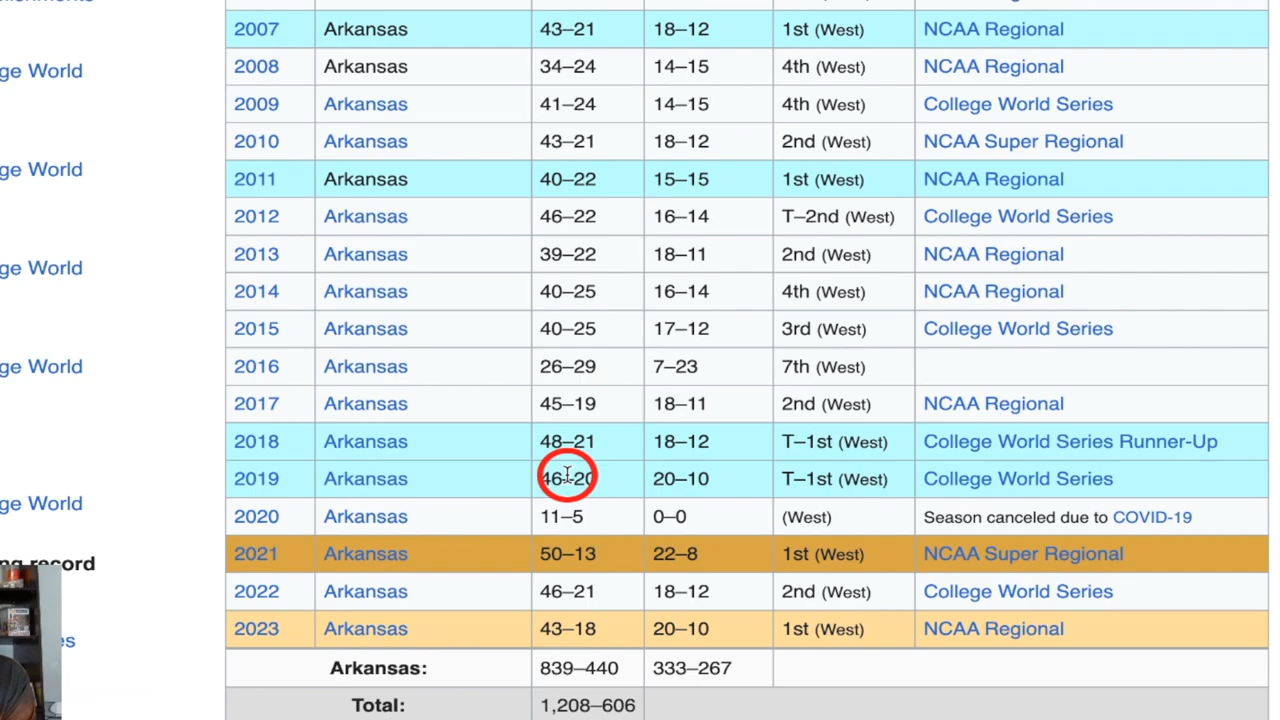 2007 Arkansas 43–21 18–12 1st (West) NCAA Regional
ge World 2008 Arkansas 34–24 14–15 4th (West) NCAA Regional
2009 Arkansas 41–24 14–15 4th (West) College World Series
2010 Arkansas 43–21 18–12 2nd (West) NCAA Super Regional
ge World 2011 Arkansas 40–22 15–15 1st (West) NCAA Regional
2012 Arkansas 46–22 16–14 T–2nd (West) College World Series
2013 Arkansas 39–22 18–11 2nd (West) NCAA Regional
ge World 2014 Arkansas 40–25 16–14 4th (West) NCAA Regional
2015 Arkansas 40–25 17–12 3rd (West) College World Series
ge World 2016 Arkansas 26–29 7–23 7th (West)
2017 Arkansas 45–19 18–11 2nd (West) NCAA Regional
2018 Arkansas 48–21 18–12 T–1st (West) College World Series Runner-Up
2019 Arkansas 46–20 20–10 T–1st (West) College World Series
ge World 2020 Arkansas 11–5 0–0 (West) Season canceled due to COVID-19
record 2021 Arkansas 50–13 22–8 1st (West) NCAA Super Regional
2022 Arkansas 46–21 18–12 2nd (West) College World Series
es 2023 Arkansas 43–18 20–10 1st (West) NCAA Regional
Arkansas: 839–440 333–267
Total: 1,208–606